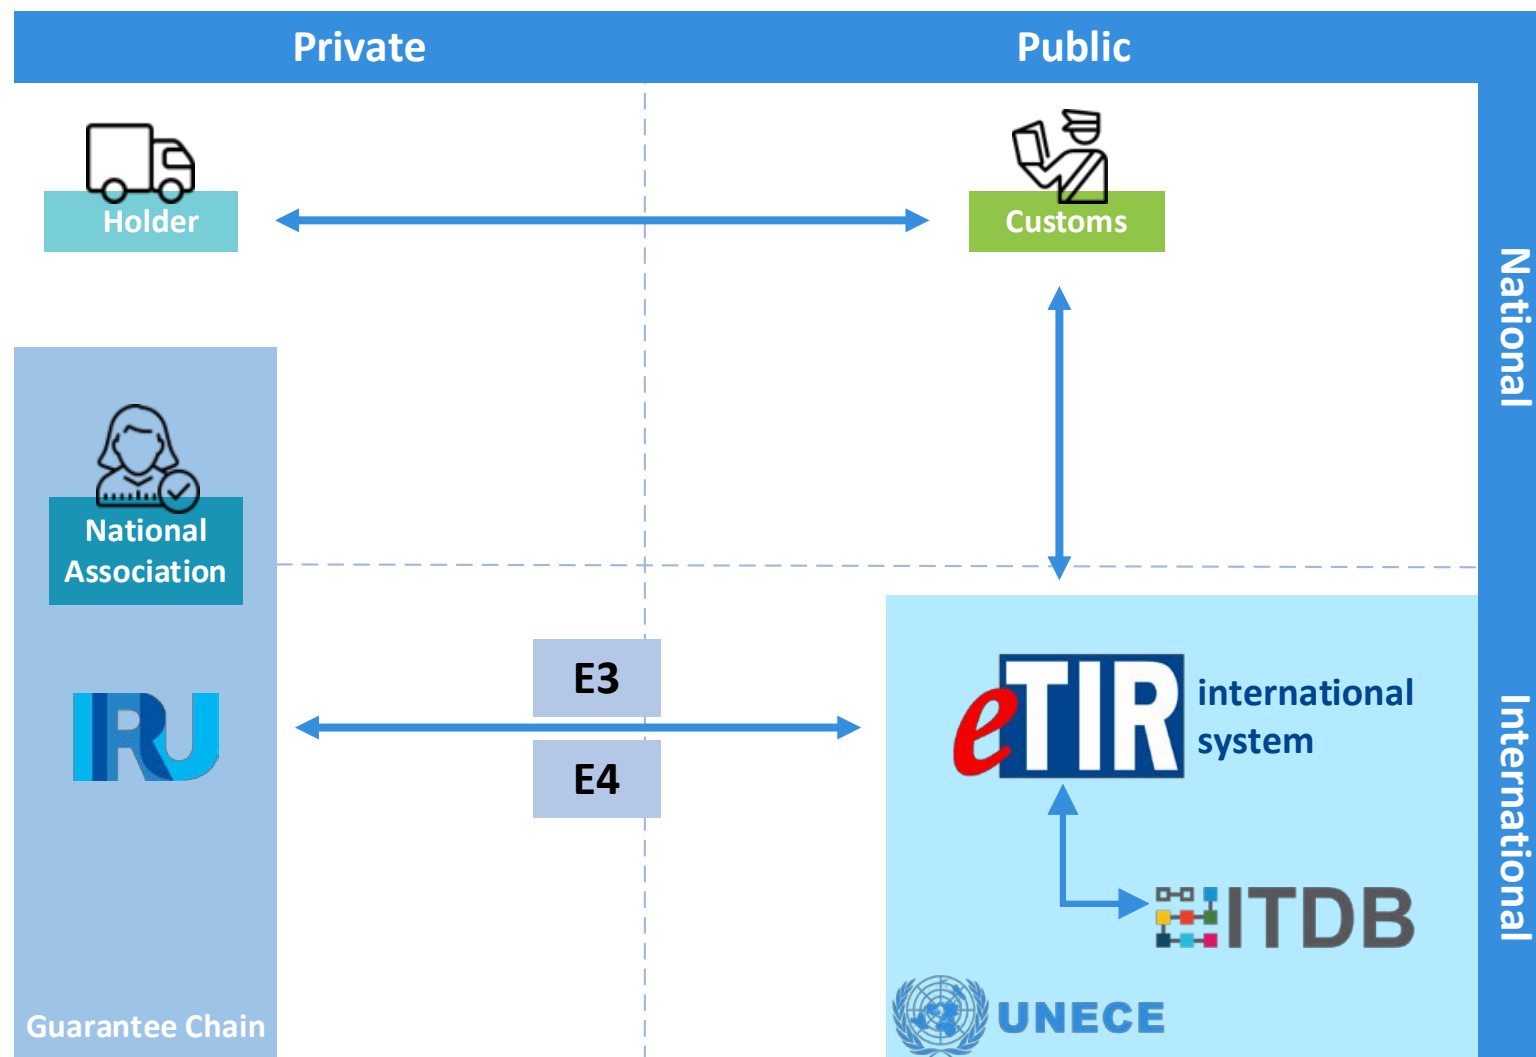 Private
Public
Holder
Customs
National
National
Association
E3
E4
IRU
eTIR
international
system
International
ITDB
UNECE
Guarantee Chain